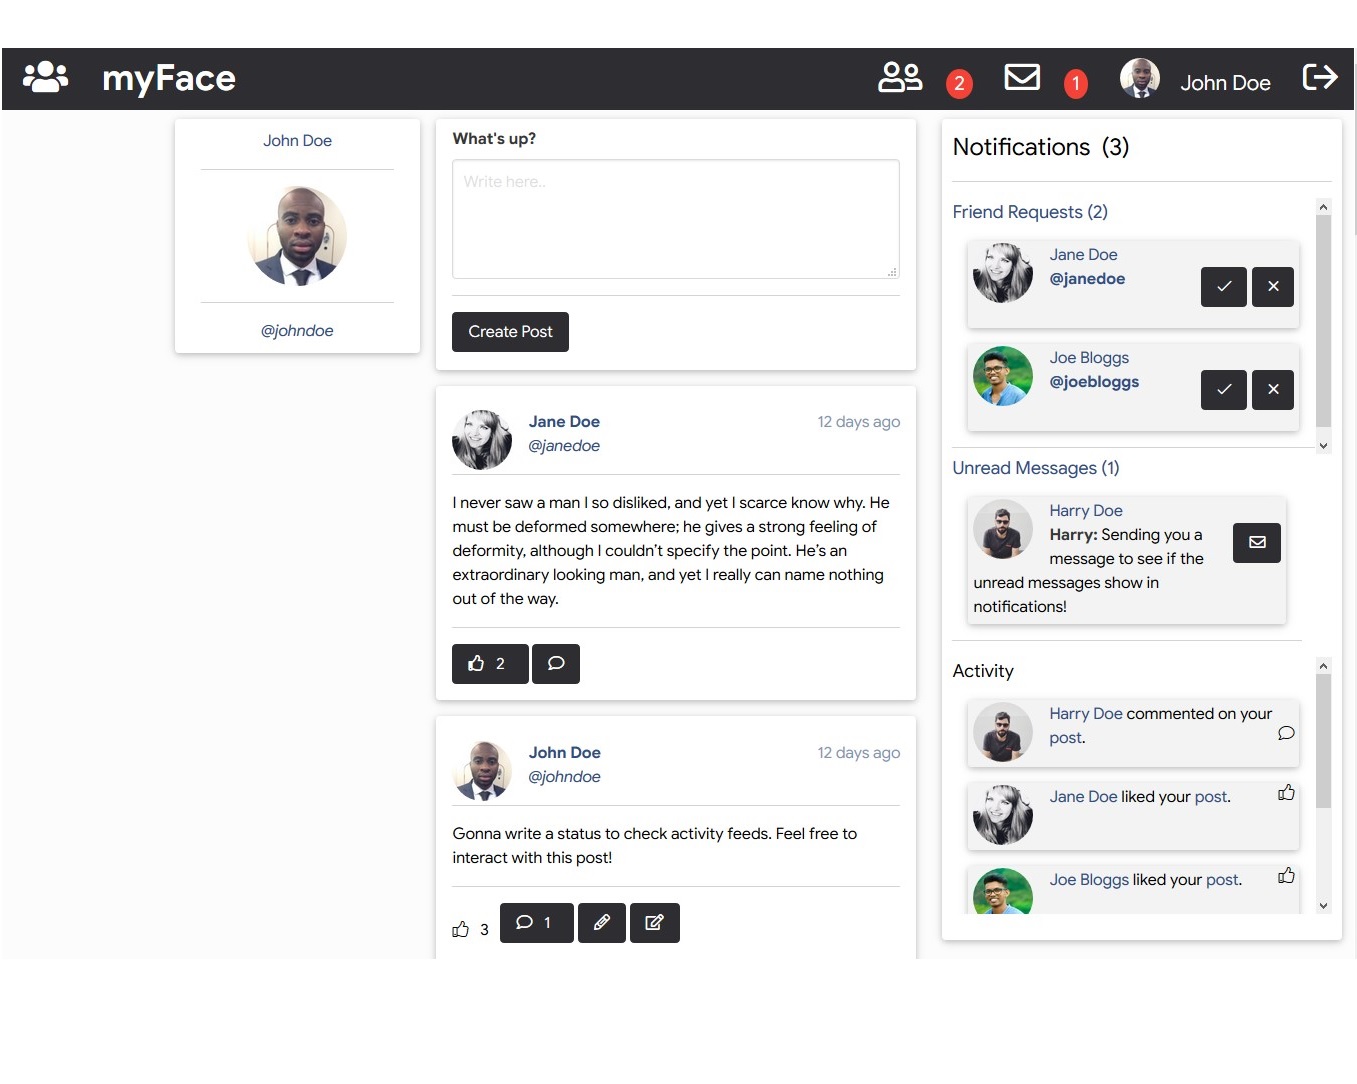 myFace
2
1
John Doe
John Doe
@johndoe
What's up?
Write here..
Create Post
Jane Doe
12 days ago
@janedoe
I never saw a man I so disliked, and yet I scarce know why. He
must be deformed somewhere; he gives a strong feeling of
deformity, although I couldn’t specify the point. He’s an
extraordinary looking man, and yet I really can name nothing
out of the way.
2
John Doe
12 days ago
@johndoe
Gonna write a status to check activity feeds. Feel free to
interact with this post!
3
1
Notifications (3)
Friend Requests (2)
Jane Doe
@janedoe
Joe Bloggs
@joebloggs
Unread Messages (1)
Harry Doe
Harry: Sending you a
message to see if the
unread messages show in
notifications!
Activity
Harry Doe commented on your
post.
Jane Doe liked your post.
Joe Bloggs liked your post.